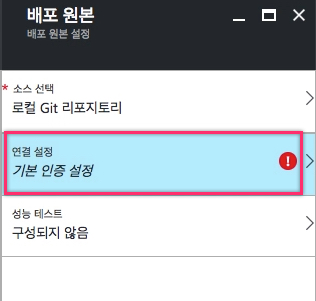 배포 원본
배포 원본 설정
* 소스 선택
로컬 Git 리포지토리
연결 설정
기본 인증 설정
성능 테스트
구성되지 않음